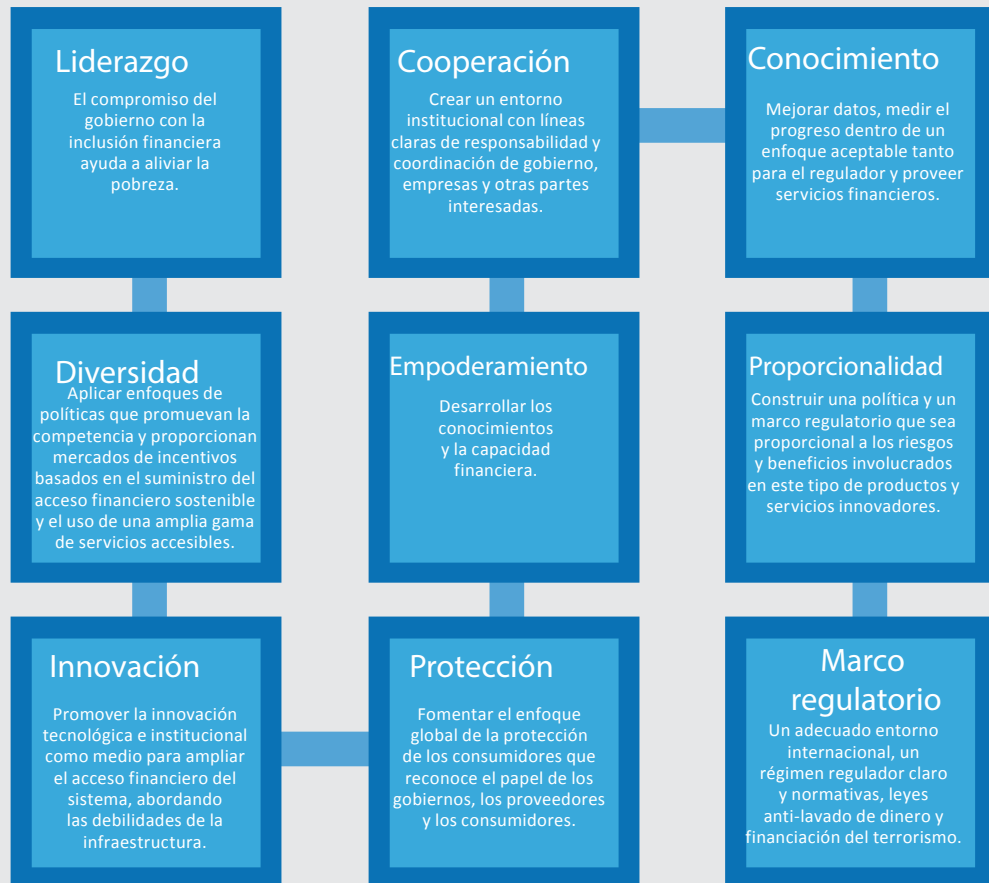 Liderazgo
El compromiso del
gobierno con la
inclusión financiera
ayuda a aliviar la
pobreza.
Diversidad
Aplicar enfoques de
políticas que promuevan la
competencia y proporcionan
mercados de incentivos
basados en el suministro del
acceso financiero sostenible
y el uso de una amplia gama
de servicios accesibles.
Innovación
Promover la innovación
tecnológica e institucional
como medio para ampliar
el acceso financiero del
sistema, abordando
las debilidades de la
infraestructura.
Protección
Fomentar el enfoque
global de la protección
de los consumidores que
reconoce el papel de los
gobiernos, los proveedores
y los consumidores.
Empoderamiento
Desarrollar los
conocimientos
y la capacidad
financiera.
Cooperación
Crear un entorno
institucional con líneas
claras de responsabilidad y
coordinación de gobierno,
empresas y otras partes
interesadas.
Conocimiento
Mejorar datos, medir el
progreso dentro de un
enfoque aceptable tanto
para el regulador y proveer
servicios financieros.
Proporcionalidad
Construir una política y un
marco regulatorio que sea
proporcional a los riesgos
y beneficios involucrados
en este tipo de productos y
servicios innovadores.
Marco
regulatorio
Un adecuado entorno
internacional, un
régimen regulador claro
y normativas, leyes
anti-lavado de dinero y
financiación del terrorismo.